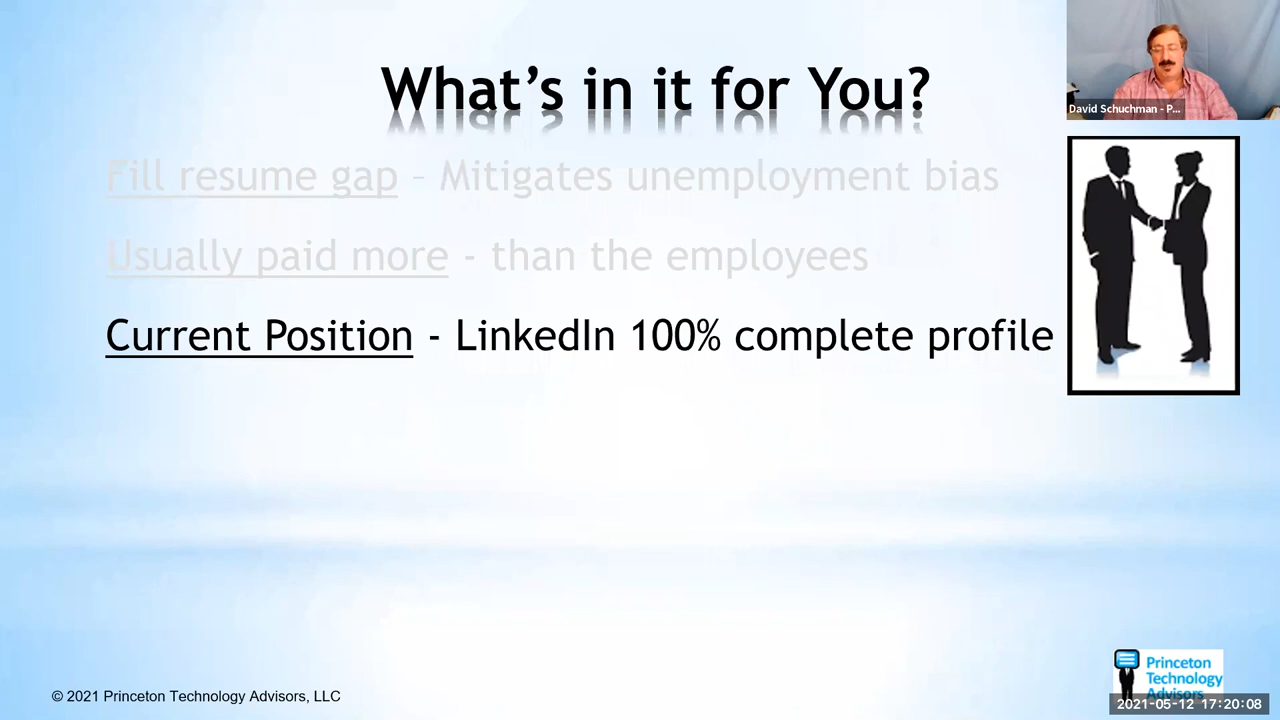 What's in it for You?
David Schuchman - P...
Fill resume gap – Mitigates unemployment bias
Usually paid more - than the employees
Current Position - LinkedIn 100% complete profile
© 2021 Princeton Technology Advisors, LLC
Princeton
Technology
Advisors
2021-05-12 17:20:08